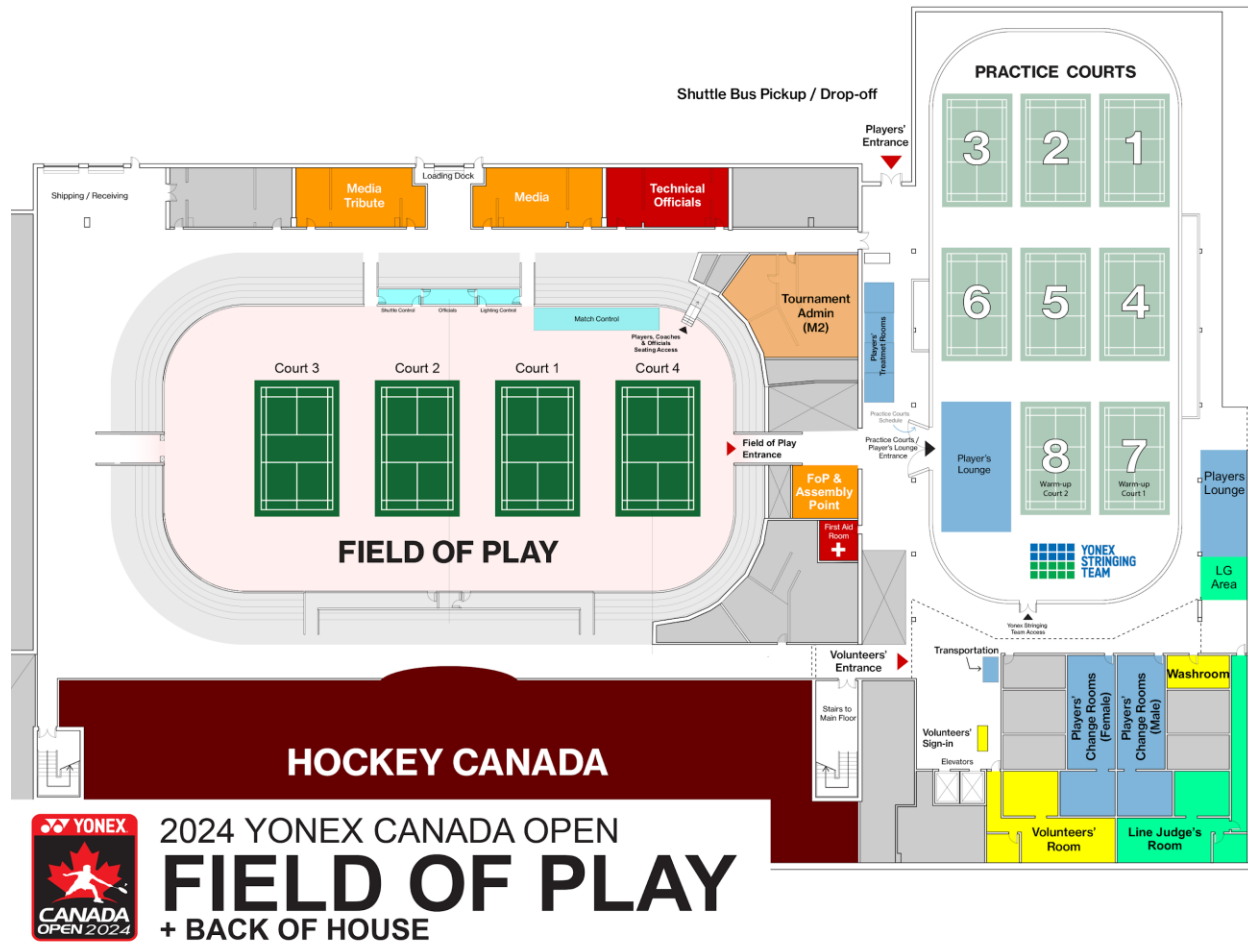 PRACTICE COURTS
Shuttle Bus Pickup / Drop-off
Players'
Entrance
3
2
1
Shipping / Receiving
Loading Dock
Media
Tribute
Media
Technical
Officials
6
5
4
Tournament
Admin
(M2)
Players'
Treatmet Rooms
Shuttle Control
Officials
Lighting Control
Match Control
Players, Coaches
& Officials
Seating Access
Court 3
Court 2
Court 1
Court 4
Practice Courts
Schedule
Field of Play
Entrance
Practice Courts /
Player's Lounge
Entrance
Player's
Lounge
8
Warm-up
Court 2
7
Warm-up
Court 1
Players
Lounge
FoP &
Assembly
Point
First Aid
Room
FIELD OF PLAY
YONEX
STRINGING
TEAM
LG
Area
Yonex Stringing
Team Access
Volunteers'
Entrance
Transportation
Washroom
Players'
Change Rooms
(Female)
Players'
Change Rooms
(Male)
Stairs to
Main Floor
Volunteers'
Sign-in
Elevators
HOCKEY CANADA
Volunteers'
Room
Line Judge's
Room
YONEX
CANADA
OPEN 2024
2024 YONEX CANADA OPEN
FIELD OF PLAY
+ BACK OF HOUSE